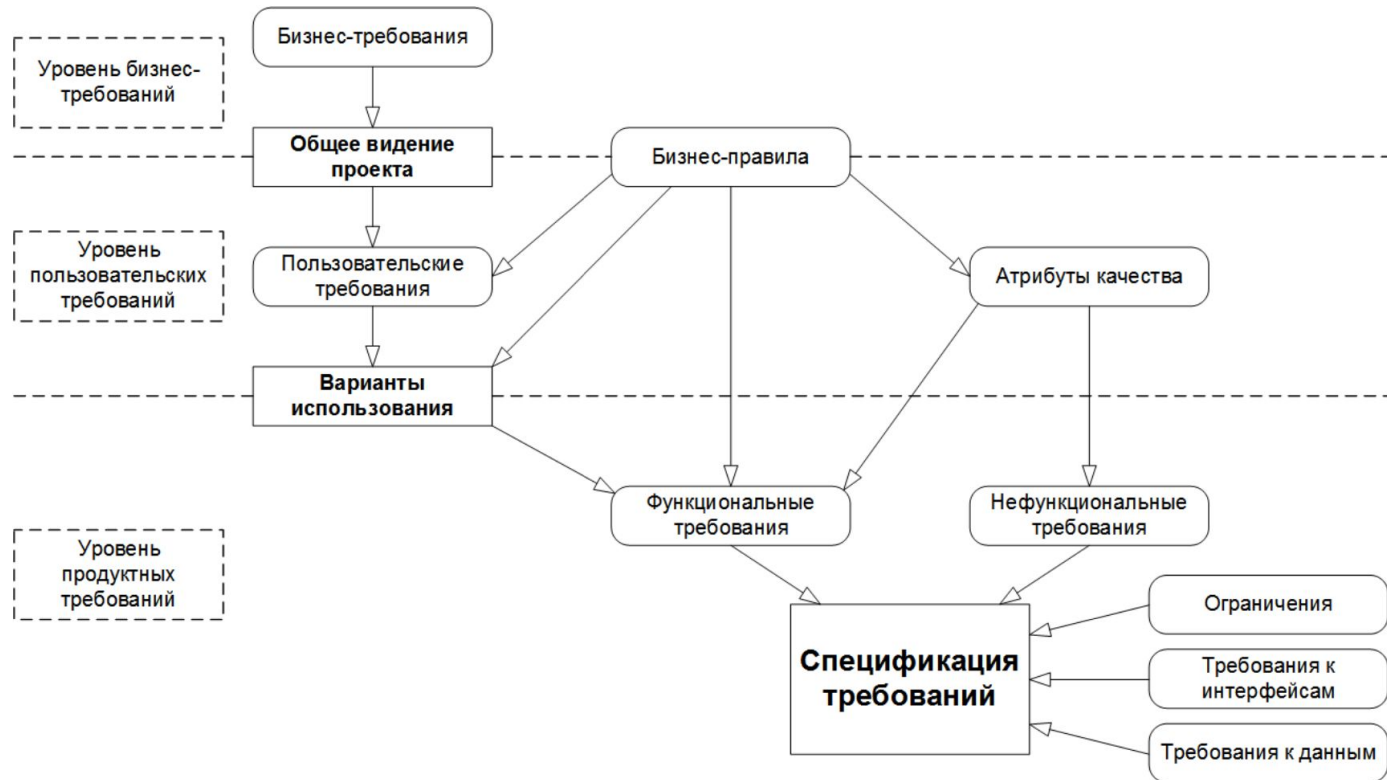 Бизнес-требования
Уровень бизнес-
требований
Общее видение
проекта
Бизнес-правила
Уровень
пользовательских
требований
Пользовательские
требования
Атрибуты качества
Варианты
использования
Функциональные
требования
Нефункциональные
требования
Уровень
продуктных
требований
Ограничения
Спецификация
требований
Требования к
интерфейсам
Требования к данным